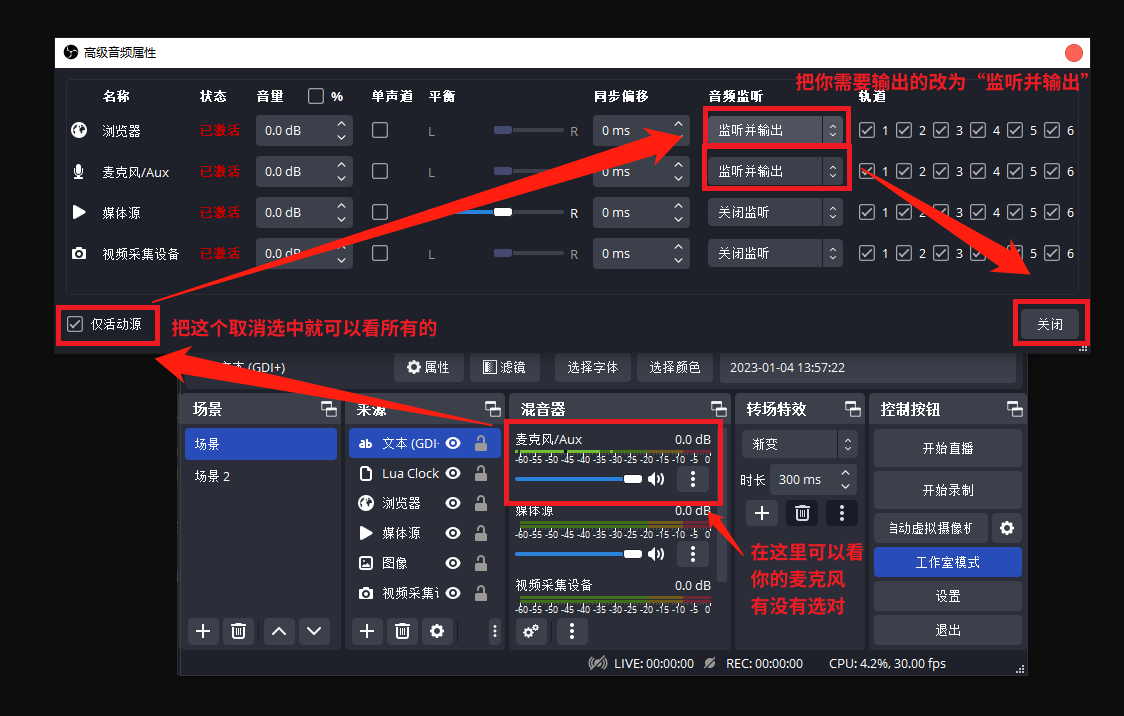 高级音频属性
把你需要输出的改为“监听并输出”
名称 状态 音量 % 单声道 平衡 同步偏移 音频监听 轨道
浏览器 已激活 0.0 dB L R 0 ms 监听并输出 1 2 3 4 5 6
麦克风/Aux 已激活 0.0 dB L R 0 ms 监听并输出 1 2 3 4 5 6
媒体源 已激活 0.0 dB R 0 ms 关闭监听 1 2 3 4 5 6
视频采集设备 已激活 0.0 dB L R 0 ms 关闭监听 1 2 3 4 5 6
仅活动源 把这个取消选中就可以看所有的 关闭
文本 (GDI+) 属性 滤镜 选择字体 选择颜色 2023-01-04 13:57:22
场景 来源 混音器 转场特效 控制按钮
场景
场景 2
ab 文本 (GDI-
Lua Clock
浏览器
媒体源
图像
视频采集i
麦克风/Aux 0.0 dB
-60 -55 -50 -45 -40 -35 -30 -25 -20 -15 -10 -5 0
媒体源 0.0 dB
-60 -55 -50 -45 -40 -35 -30 -25 -20 -15 -10 -5 0
视频采集设备 0.0 dB
-60 -55 -50 -45 -40 -35 -30 -25 -20 -15 -10 -5 0
渐变
时长 300 ms
在这里可以看
你的麦克风
有没有选对
开始直播
开始录制
启动虚拟摄像机
工作室模式
设置
退出
LIVE: 00:00:00 REC: 00:00:00 CPU: 4.2%, 30.00 fps